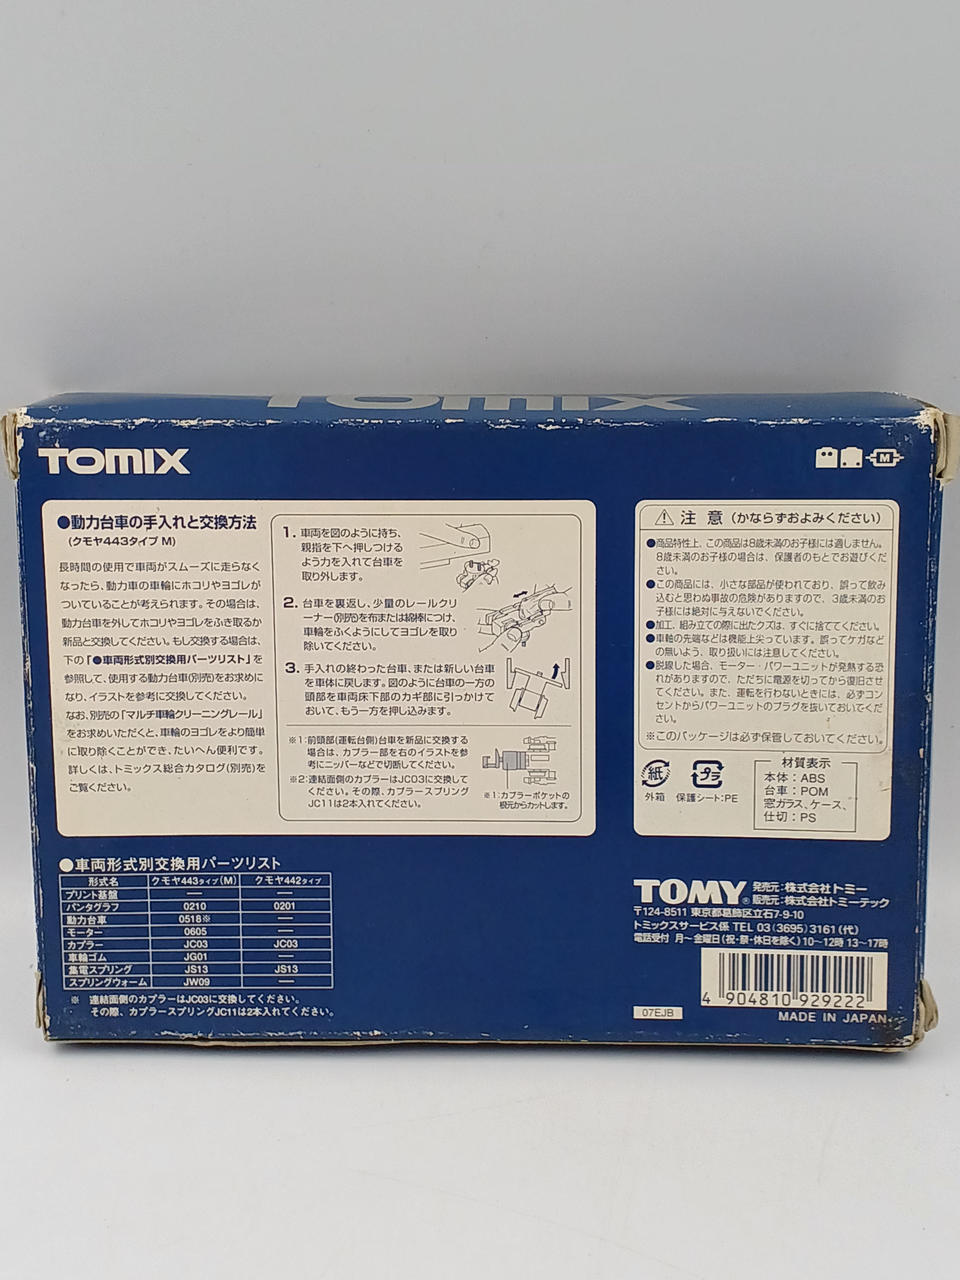 TOMIX
TOMIX
M
●動力台車の手入れと交換方法
(クモヤ443タイプ M)
長時間の使用で車両がスムーズに走らなく
なったら、動力車の車輪にホコリやヨゴレが
ついていることが考えられます。その場合は、
動力台車を外してホコリやヨゴレをふき取るか
新品と交換してください。もし交換する場合は、
下の「●車両形式別交換用パーツリスト」を
参照して、使用する動力台車(別売)をお求めに
なり、イラストを参考に交換してください。
なお、別売の「マルチ車輪クリーニングレール」
をお求めいただくと、車輪のヨゴレをより簡単
に取り除くことができ、たいへん便利です。
詳しくは、トミックス総合カタログ(別売)を
ご覧ください。
1. 車両を図のように持ち、
親指を下へ押しつける
よう力を入れて台車を
取り外します。
2. 台車を裏返し、少量のレールクリ
ーナー(別売)を布または綿棒につけ、
車輪をふくようにしてヨゴレを取り
除いてください。
3. 手入れの終わった台車、または新しい台車
を車体に戻します。図のように台車の一方の
頭部を車両床下部のカギ部に引っかけて
おいて、もう一方を押し込みます。
※1:前頭部(運転台側)台車を新品に交換する
場合は、カプラー部を右のイラストを参
考にニッパーなどで切断してください。
※2:連結面側のカプラーはJC03に交換して
ください。その際、カプラースプリング
JC11は2本入れてください。
※1:カプラーポケットの
根元からカットします。
⚠ 注 意 (かならずおよみください)
●商品特性上、この商品は8歳未満のお子様には適しません。
8歳未満のお子様の場合は、保護者のもとでお遊びくだ
さい。
●この商品には、小さな部品が使われており、誤って飲み
込むと思わぬ事故の危険がありますので、3歳未満のお
子様には絶対に与えないでください。
●加工、組み立ての際に出たクズは、すぐに捨ててください。
●車軸の先端などは機能上尖っています。誤ってケガなど
の無いよう、取り扱いには注意してください。
●脱線した場合、モーター・パワーユニットが発熱する恐
れがありますので、ただちに電源を切ってから復旧させ
てください。また、運転を行わないときには、必ずコン
セントからパワーユニットのプラグを抜いておいてくだ
さい。
※このパッケージは必ず保管しておいてください。
紙
外箱
プラ
保護シート:PE
材質表示
本体:ABS
台車:POM
窓ガラス、ケース、
仕切:PS
●車両形式別交換用パーツリスト
形式名 クモヤ443タイプ(M) クモヤ442タイプ
プリント基盤 — —
パンタグラフ 0210 0201
動力台車 0518※ —
モーター 0605 —
カプラー JC03 JC03
車輪ゴム JG01 —
集電スプリング JS13 JS13
スプリングウォーム JW09 —
※ 連結面側のカプラーはJC03に交換してください。
その際、カプラースプリングJC11は2本入れてください。
TOMY® 発売元:株式会社トミー
販売元:株式会社トミーテック
〒124-8511 東京都葛飾区立石7-9-10
トミックスサービス係 TEL 03(3695)3161(代)
電話受付 月〜金曜日(祝・祭・休日を除く)10〜12時 13〜17時
4 904810 929222
07EJB
MADE IN JAPAN